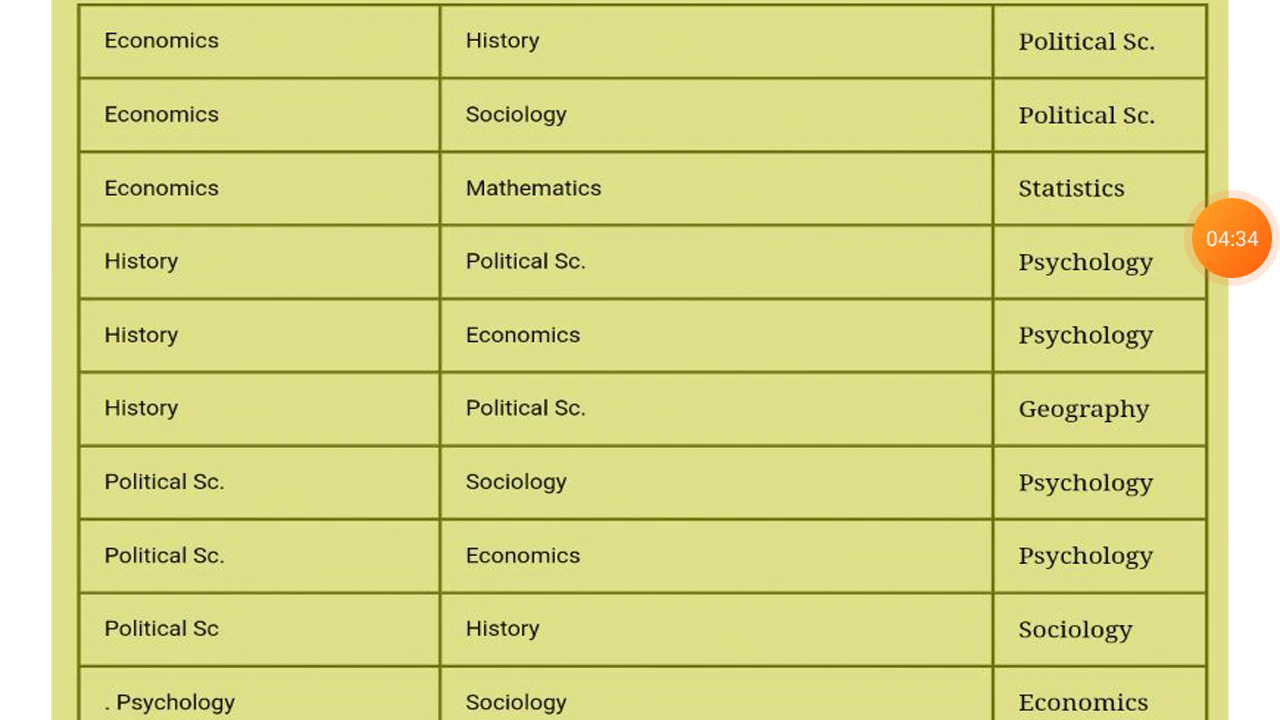 Economics History Political Sc.
Economics Sociology Political Sc.
Economics Mathematics Statistics
History Political Sc. Psychology
04:34
History Economics Psychology
History Political Sc. Geography
Political Sc. Sociology Psychology
Political Sc. Economics Psychology
Political Sc History Sociology
. Psychology Sociology Economics